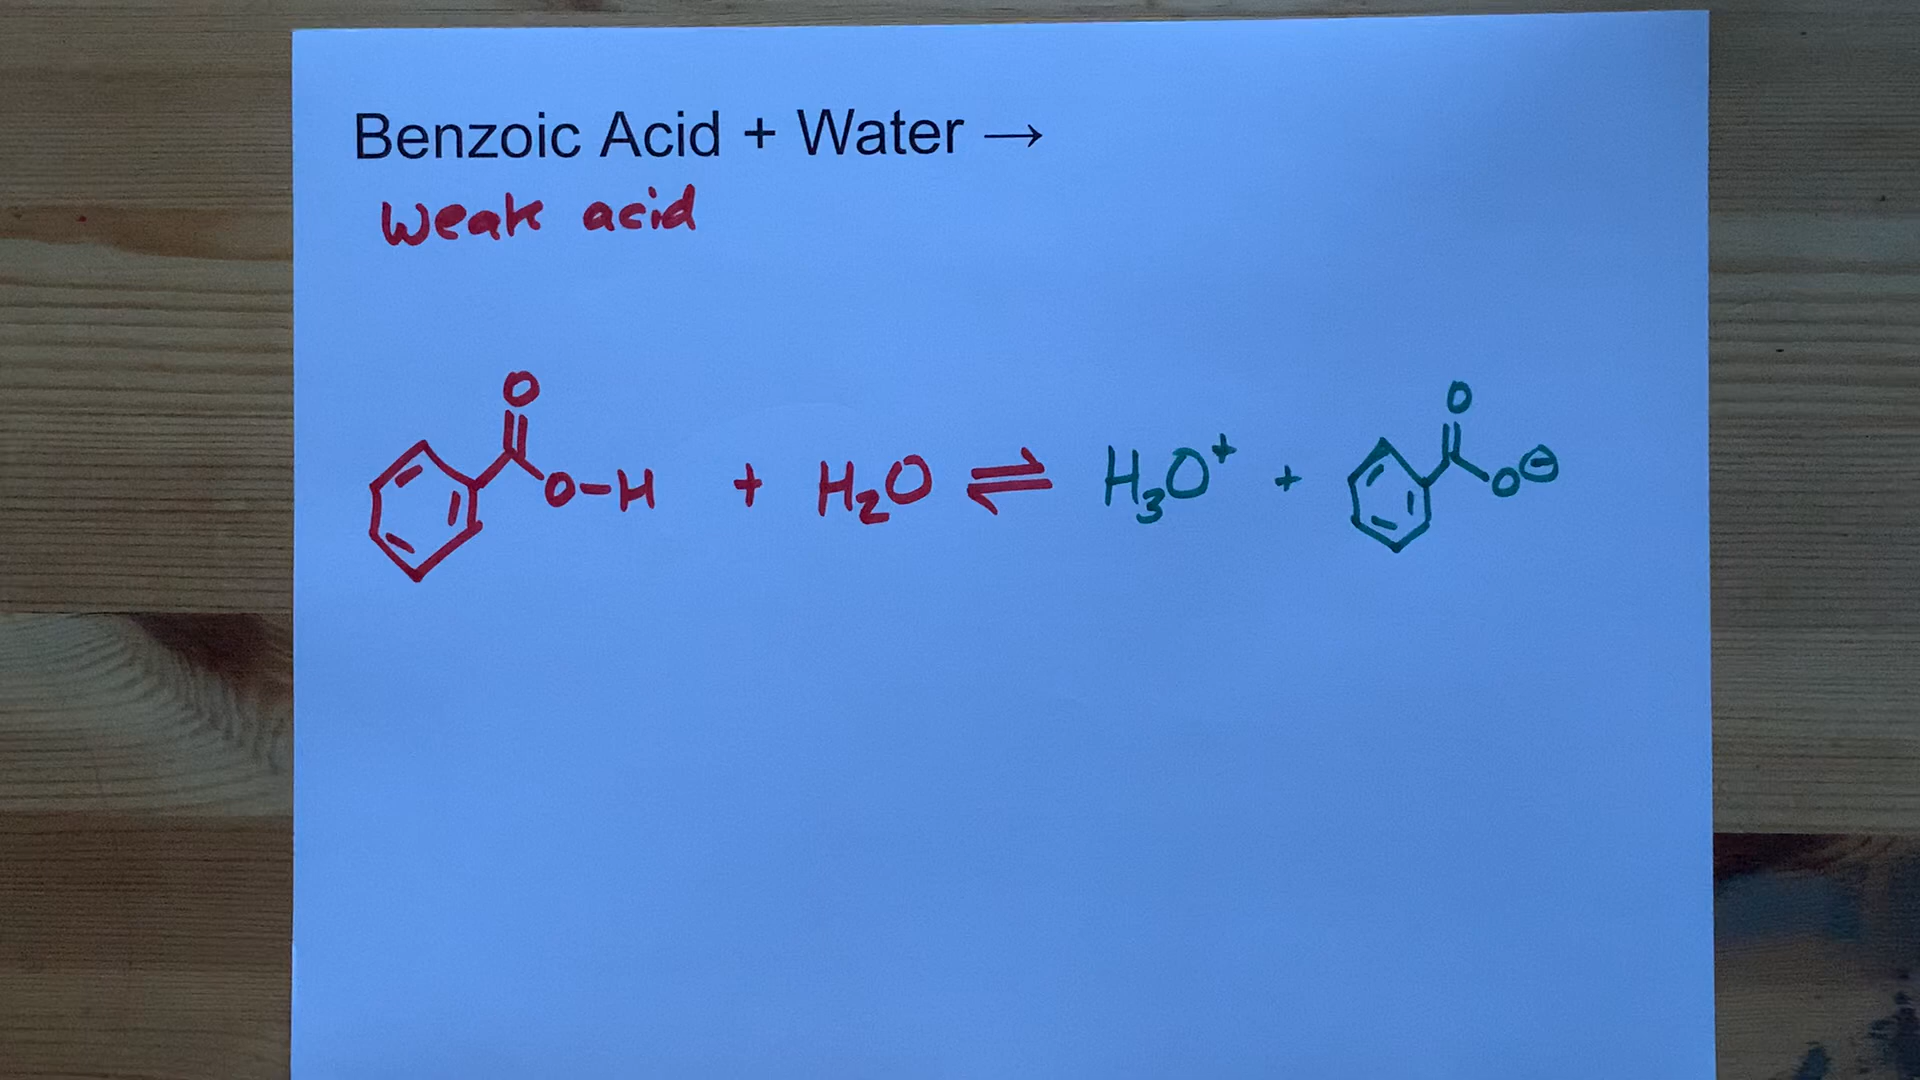 Benzoic Acid + Water →
Weak acid
O O
O-H + H₂O ⇌ H₃O⁺ + O⊖